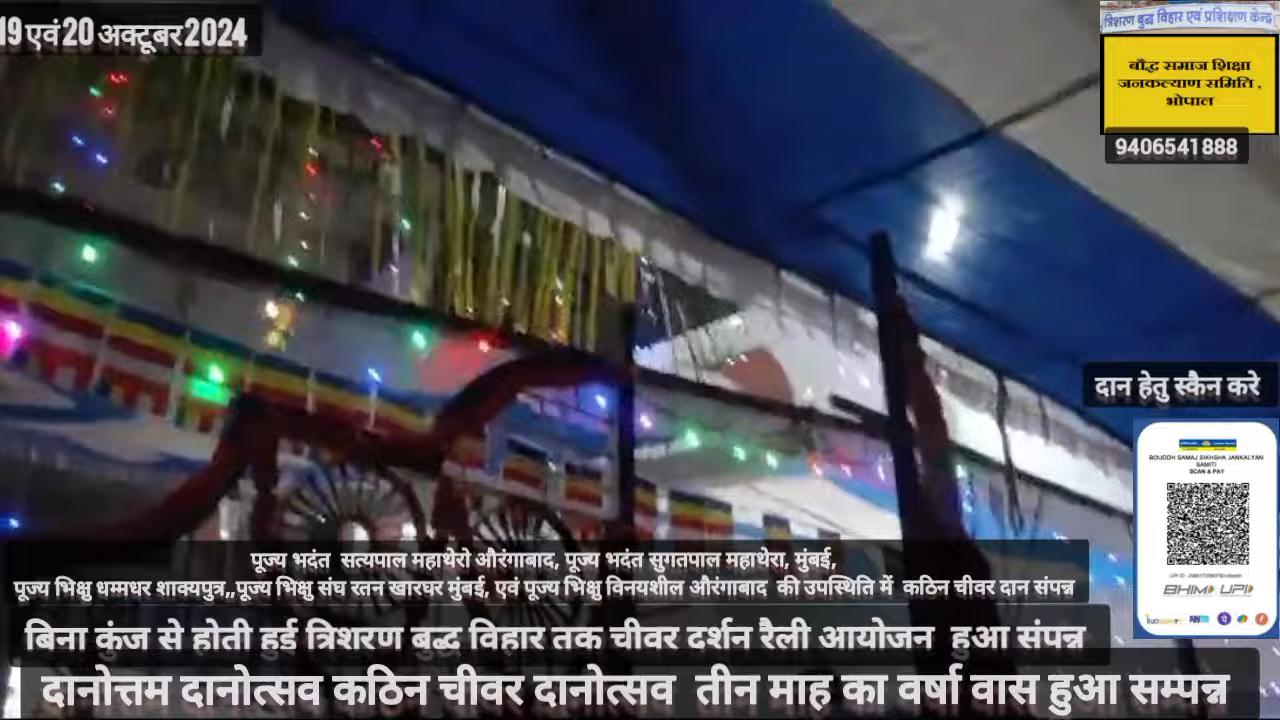 19 एवं 20 अक्टूबर 2024
त्रिशरण बुद्ध विहार एवं प्रशिक्षण केन्द्र
बौद्ध समाज शिक्षा
जनकल्याण समिति ,
भोपाल
9406541888
दान हेतु स्कैन करे
BOUDDH SAMAJ SIKHSHA JANKALYAN
SAMITI
SCAN & PAY
BHIM UPI
पूज्य भदंत सत्यपाल महाथेरो औरंगाबाद, पूज्य भदंत सुगतपाल महाथेरा, मुंबई,
पूज्य भिक्षु धम्मधर शाक्यपुत्र,,पूज्य भिक्षु संघ रतन खारघर मुंबई, एवं पूज्य भिक्षु विनयशील औरंगाबाद की उपस्थिति में कठिन चीवर दान संपन्न
बिना कुंज से होती हुई त्रिशरण बुद्ध विहार तक चीवर दर्शन रैली आयोजन हुआ संपन्न
दानोत्तम दानोत्सव कठिन चीवर दानोत्सव तीन माह का वर्षा वास हुआ सम्पन्न